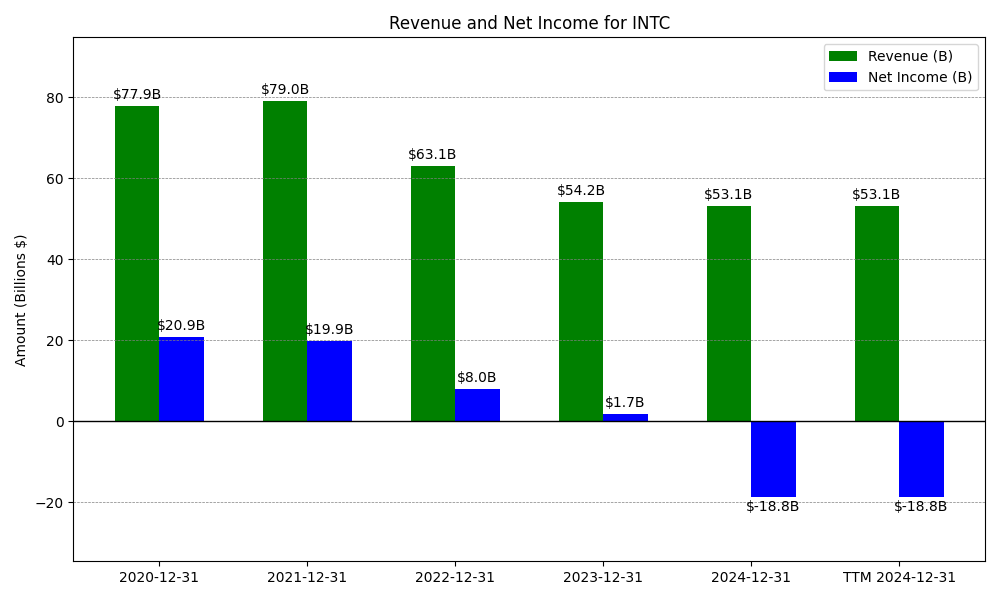 Revenue and Net Income for INTC
Revenue (B)
Net Income (B)
Amount (Billions $)
80
60
40
20
0
−20
$77.9B
$79.0B
$63.1B
$54.2B
$53.1B
$53.1B
$20.9B
$19.9B
$8.0B
$1.7B
$-18.8B
$-18.8B
2020-12-31
2021-12-31
2022-12-31
2023-12-31
2024-12-31
TTM 2024-12-31